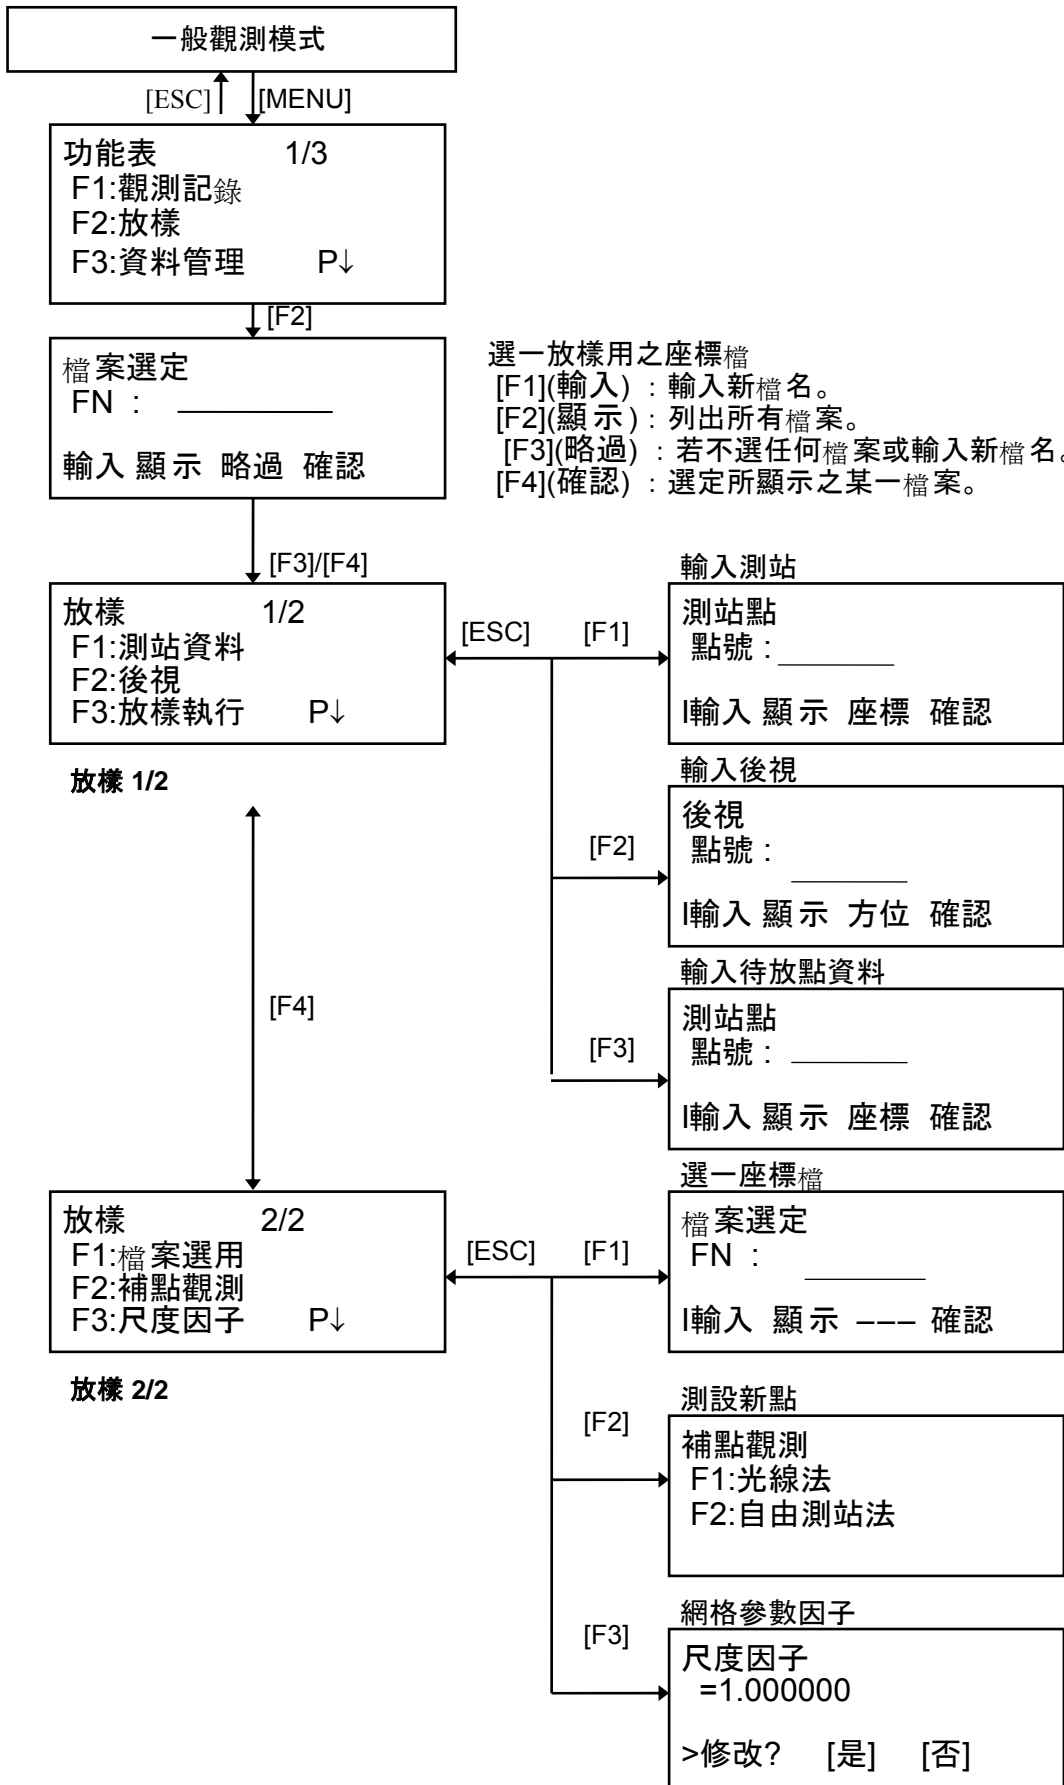 一般觀測模式
[ESC] [MENU]
功能表 1/3
F1:觀測記錄
F2:放樣
F3:資料管理 P↓
[F2]
檔案選定
FN :
輸入 顯示 略過 確認
選一放樣用之座標檔
[F1](輸入) : 輸入新檔名。
[F2](顯示) : 列出所有檔案。
[F3](略過) : 若不選任何檔案或輸入新檔名。
[F4](確認) : 選定所顯示之某一檔案。
[F3]/[F4]
放樣 1/2
F1:測站資料
F2:後視
F3:放樣執行 P↓
放樣 1/2
[ESC] [F1]
輸入測站
測站點
點號 :
I輸入 顯示 座標 確認
[F2]
輸入後視
後視
點號 :
I輸入 顯示 方位 確認
[F3]
輸入待放點資料
測站點
點號 :
I輸入 顯示 座標 確認
[F4]
放樣 2/2
F1:檔案選用
F2:補點觀測
F3:尺度因子 P↓
放樣 2/2
[ESC] [F1]
選一座標檔
檔案選定
FN :
I輸入 顯示 --- 確認
[F2]
測設新點
補點觀測
F1:光線法
F2:自由測站法
[F3]
網格參數因子
尺度因子
=1.000000
>修改? [是] [否]